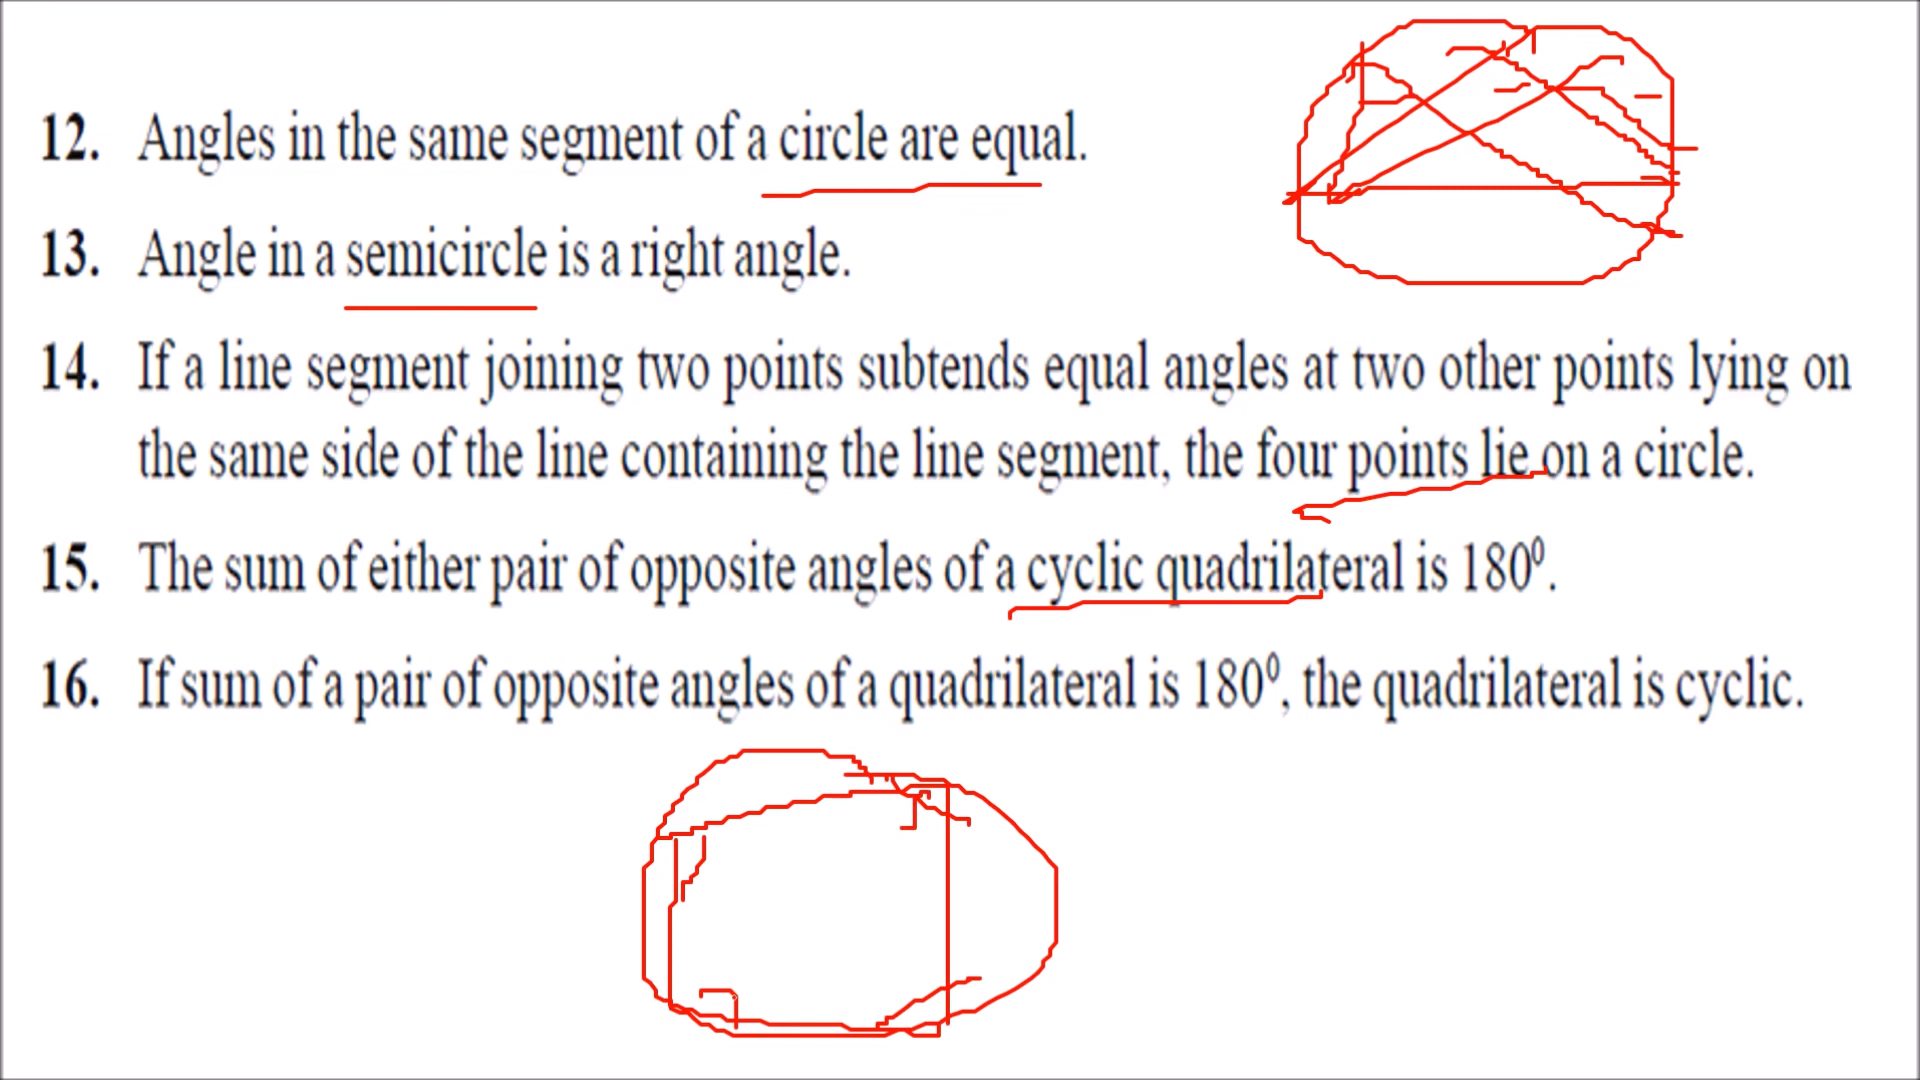 12. Angles in the same segment of a circle are equal.
13. Angle in a semicircle is a right angle.
14. If a line segment joining two points subtends equal angles at two other points lying on
the same side of the line containing the line segment, the four points lie on a circle.
15. The sum of either pair of opposite angles of a cyclic quadrilateral is 180⁰.
16. If sum of a pair of opposite angles of a quadrilateral is 180⁰, the quadrilateral is cyclic.